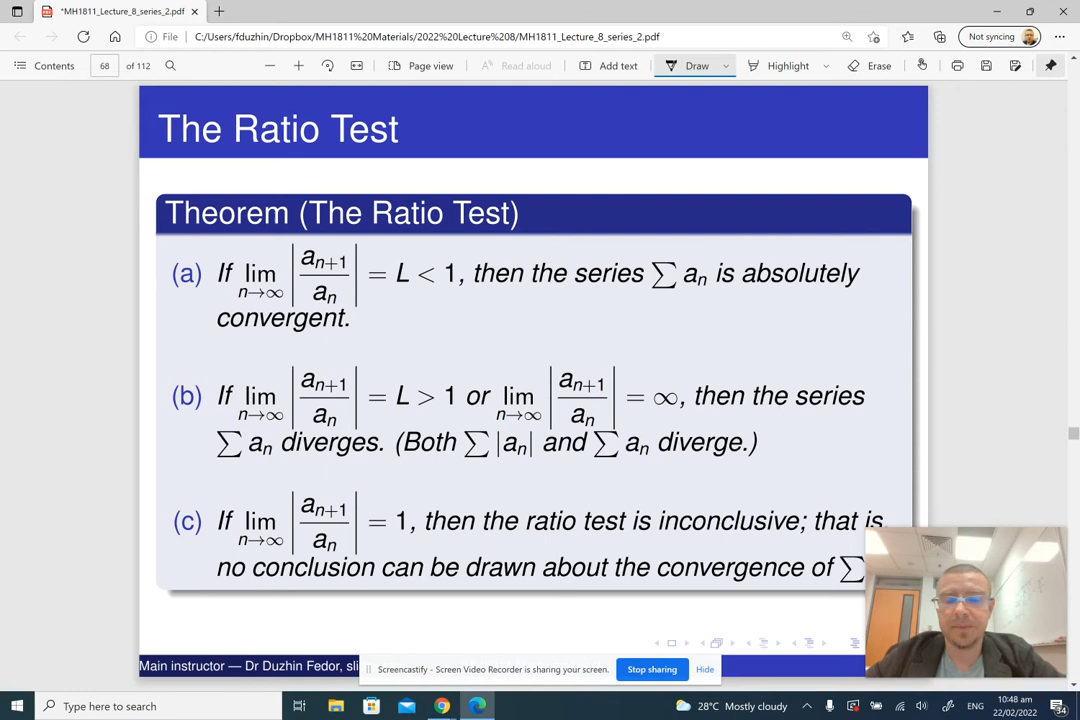 *MH1811_Lecture_8_series_2.pdf
File
C:/Users/fduzhin/Dropbox/MH1811%20Materials/2022%20Lecture%208/MH1811_Lecture_8_series_2.pdf
Not syncing
Contents
68
of 112
Page view
Read aloud
Add text
Draw
Highlight
Erase
The Ratio Test
Theorem (The Ratio Test)
(a) If lim n→∞ |a_{n+1}/a_n| = L < 1, then the series ∑ a_n is absolutely
convergent.
(b) If lim n→∞ |a_{n+1}/a_n| = L > 1 or lim n→∞ |a_{n+1}/a_n| = ∞, then the series
∑ a_n diverges. (Both ∑ |a_n| and ∑ a_n diverge.)
(c) If lim n→∞ |a_{n+1}/a_n| = 1, then the ratio test is inconclusive; that is,
no conclusion can be drawn about the convergence of ∑
Main instructor — Dr Duzhin Fedor, sli
Screencastify - Screen Video Recorder is sharing your screen.
Stop sharing
Hide
Type here to search
28°C Mostly cloudy
10:48 am
22/02/2022
34